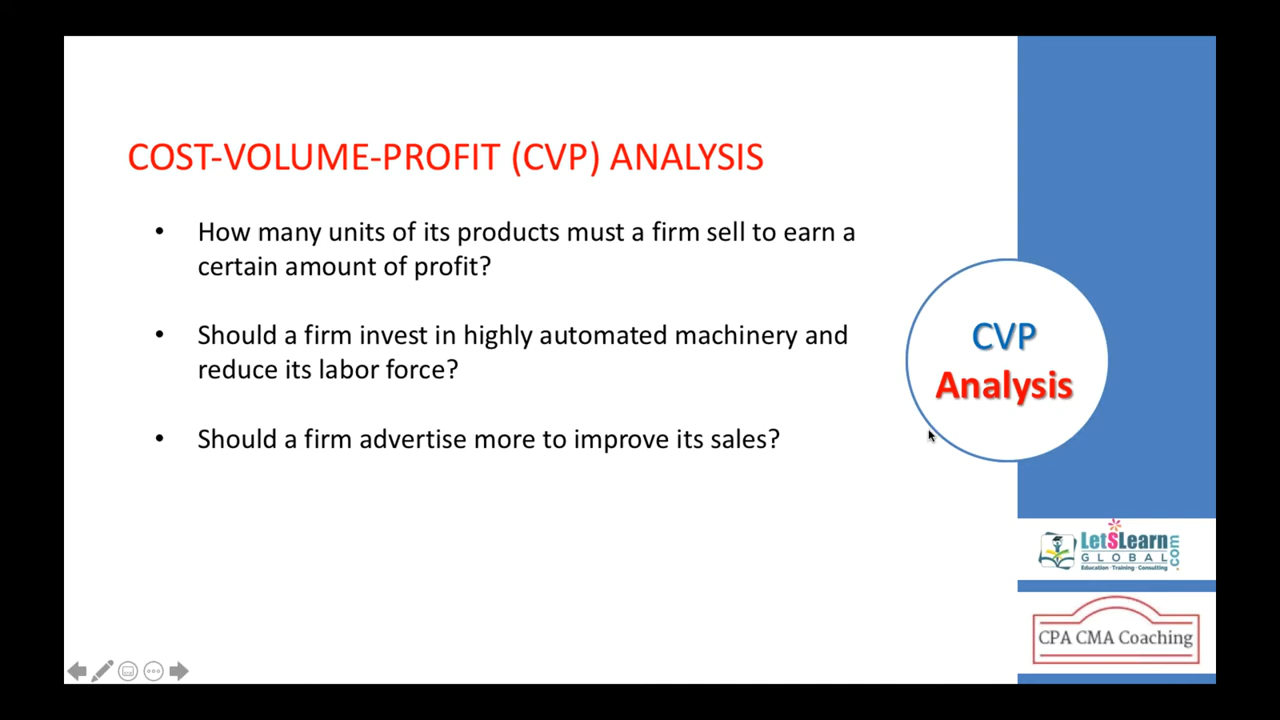 COST-VOLUME-PROFIT (CVP) ANALYSIS
• How many units of its products must a firm sell to earn a
certain amount of profit?
• Should a firm invest in highly automated machinery and
reduce its labor force?
• Should a firm advertise more to improve its sales?
CVP
Analysis
LetSLearn
GLOBAL
.com
Education · Training · Consulting
CPA CMA Coaching